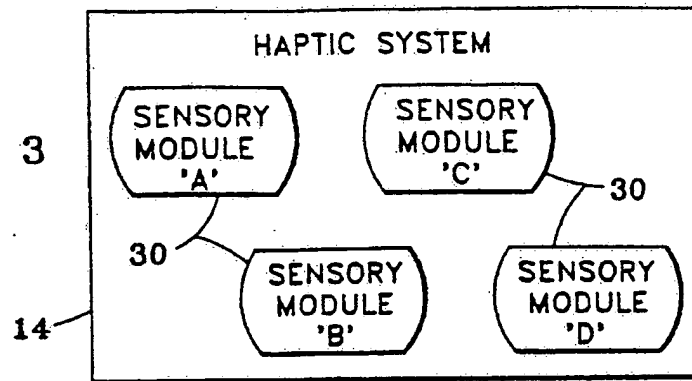 HAPTIC SYSTEM
SENSORY
MODULE
'A'
SENSORY
MODULE
'C'
3
30
30
SENSORY
MODULE
'B'
SENSORY
MODULE
'D'
14